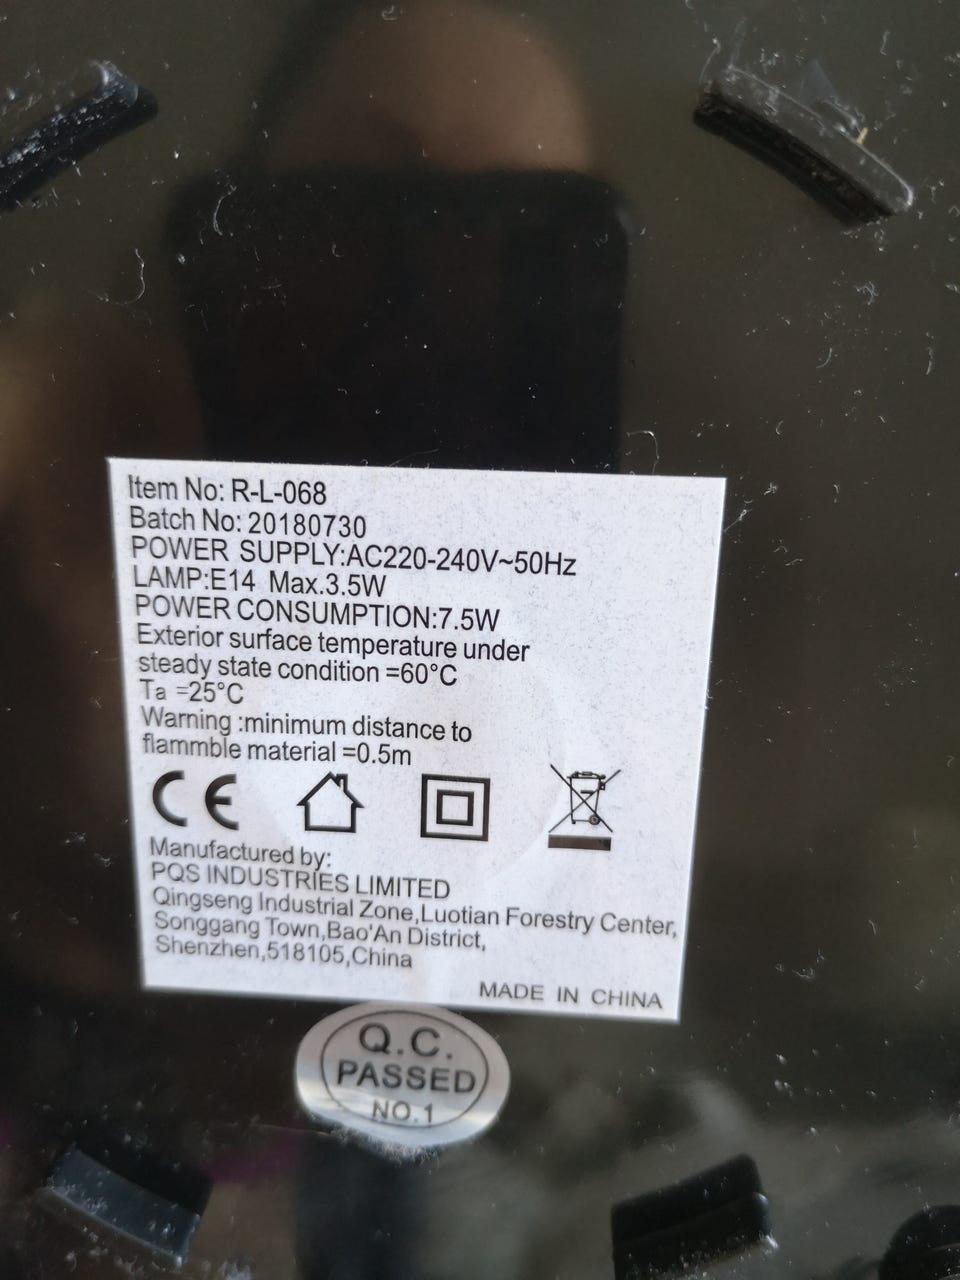 Item No: R-L-068
Batch No: 20180730
POWER SUPPLY:AC220-240V~50Hz
LAMP:E14 Max.3.5W
POWER CONSUMPTION:7.5W
Exterior surface temperature under
steady state condition =60°C
Ta =25°C
Warning :minimum distance to
flammble material =0.5m
CE
Manufactured by:
PQS INDUSTRIES LIMITED
Qingseng Industrial Zone,Luotian Forestry Center,
Songgang Town,Bao'An District,
Shenzhen,518105,China
MADE IN CHINA
Q.C.
PASSED
NO.1